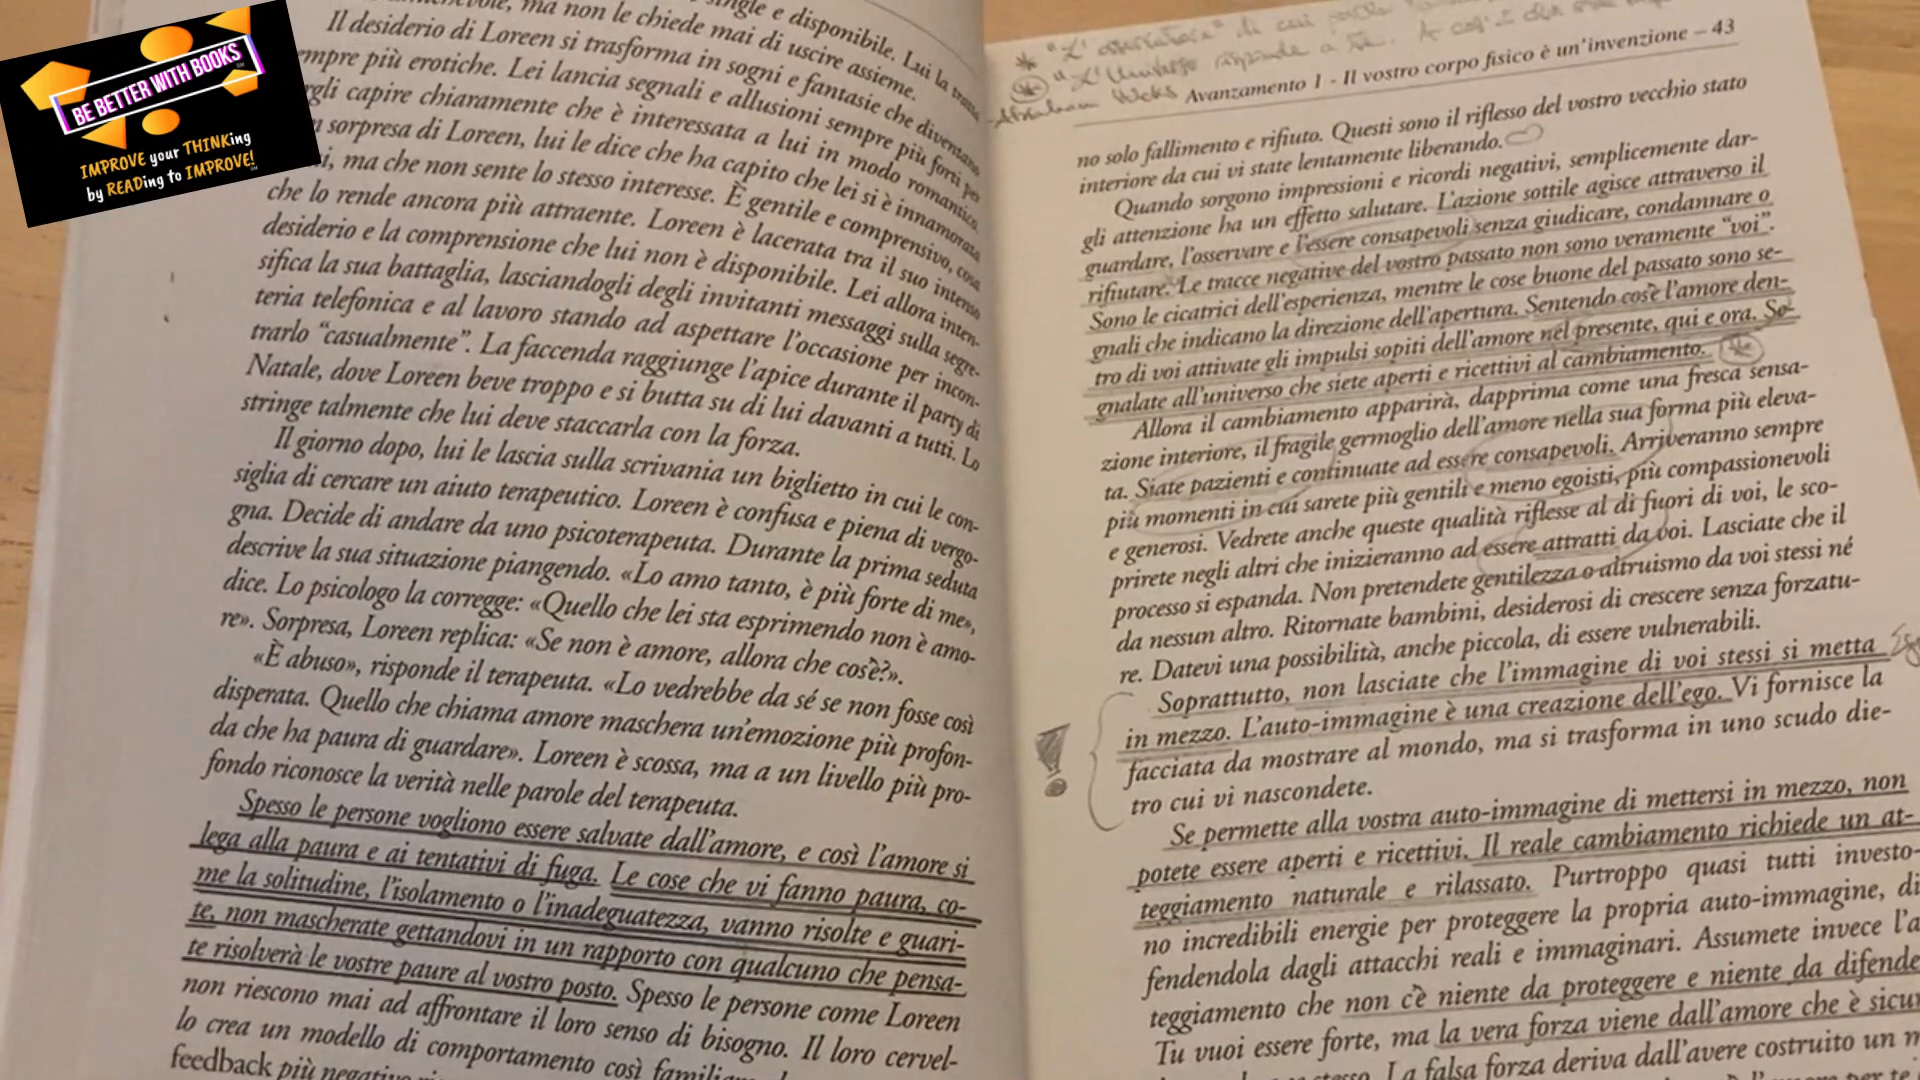 BE BETTER WITH BOOKS
IMPROVE your THINKing
by READing to IMPROVE!
single e disponibile. Lui la tratta
ma non le chiede mai di uscire assieme.
Il desiderio di Loreen si trasforma in sogni e fantasie che diventano
sempre più erotiche. Lei lancia segnali e allusioni sempre più forti per
capire chiaramente che è interessata a lui in modo romantico.
sorpresa di Loreen, lui le dice che ha capito che lei si è innamorata
ma che non sente lo stesso interesse. È gentile e comprensivo, cosa
che lo rende ancora più attraente. Loreen è lacerata tra il suo intenso
desiderio e la comprensione che lui non è disponibile. Lei allora inten-
sifica la sua battaglia, lasciandogli degli invitanti messaggi sulla segre-
teria telefonica e al lavoro stando ad aspettare l'occasione per incon-
trarlo "casualmente". La faccenda raggiunge l'apice durante il party di
Natale, dove Loreen beve troppo e si butta su di lui davanti a tutti. Lo
stringe talmente che lui deve staccarla con la forza.
Il giorno dopo, lui le lascia sulla scrivania un biglietto in cui le con-
siglia di cercare un aiuto terapeutico. Loreen è confusa e piena di vergo-
gna. Decide di andare da uno psicoterapeuta. Durante la prima seduta
descrive la sua situazione piangendo. «Lo amo tanto, è più forte di me»,
dice. Lo psicologo la corregge: «Quello che lei sta esprimendo non è amo-
re». Sorpresa, Loreen replica: «Se non è amore, allora che cos'è?».
«È abuso», risponde il terapeuta. «Lo vedrebbe da sé se non fosse così
disperata. Quello che chiama amore maschera un'emozione più profon-
da che ha paura di guardare». Loreen è scossa, ma a un livello più pro-
fondo riconosce la verità nelle parole del terapeuta.
Spesso le persone vogliono essere salvate dall'amore, e così l'amore si
lega alla paura e ai tentativi di fuga. Le cose che vi fanno paura, co-
me la solitudine, l'isolamento o l'inadeguatezza, vanno risolte e guari-
te, non mascherate gettandovi in un rapporto con qualcuno che pensa-
te risolverà le vostre paure al vostro posto. Spesso le persone come Loreen
non riescono mai ad affrontare il loro senso di bisogno. Il loro cervel-
lo crea un modello di comportamento così
feedback più
* "L'
"L'Universo risponde a te.
Avanzamento 1 - Il vostro corpo fisico è un'invenzione – 43
no solo fallimento e rifiuto. Questi sono il riflesso del vostro vecchio stato
interiore da cui vi state lentamente liberando.
Quando sorgono impressioni e ricordi negativi, semplicemente dar-
gli attenzione ha un effetto salutare. L'azione sottile agisce attraverso il
guardare, l'osservare e l'essere consapevoli senza giudicare, condannare o
rifiutare. Le tracce negative del vostro passato non sono veramente "voi".
Sono le cicatrici dell'esperienza, mentre le cose buone del passato sono se-
gnali che indicano la direzione dell'apertura. Sentendo cos'è l'amore den-
tro di voi attivate gli impulsi sopiti dell'amore nel presente, qui e ora. Se-
gnalate all'universo che siete aperti e ricettivi al cambiamento.
Allora il cambiamento apparirà, dapprima come una fresca sensa-
zione interiore, il fragile germoglio dell'amore nella sua forma più eleva-
ta. Siate pazienti e continuate ad essere consapevoli. Arriveranno sempre
più momenti in cui sarete più gentili e meno egoisti, più compassionevoli
e generosi. Vedrete anche queste qualità riflesse al di fuori di voi, le sco-
prirete negli altri che inizieranno ad essere attratti da voi. Lasciate che il
processo si espanda. Non pretendete gentilezza o altruismo da voi stessi né
da nessun altro. Ritornate bambini, desiderosi di crescere senza forzatu-
re. Datevi una possibilità, anche piccola, di essere vulnerabili.
Soprattutto, non lasciate che l'immagine di voi stessi si metta
in mezzo. L'auto-immagine è una creazione dell'ego. Vi fornisce la
facciata da mostrare al mondo, ma si trasforma in uno scudo die-
tro cui vi nascondete.
!
Se permette alla vostra auto-immagine di mettersi in mezzo, non
potete essere aperti e ricettivi. Il reale cambiamento richiede un at-
teggiamento naturale e rilassato. Purtroppo quasi tutti investo-
no incredibili energie per proteggere la propria auto-immagine, di
fendendola dagli attacchi reali e immaginari. Assumete invece l'a
teggiamento che non c'è niente da proteggere e niente da difende
Tu vuoi essere forte, ma la vera forza viene dall'amore che è sicu
La falsa forza deriva dall'avere costruito un